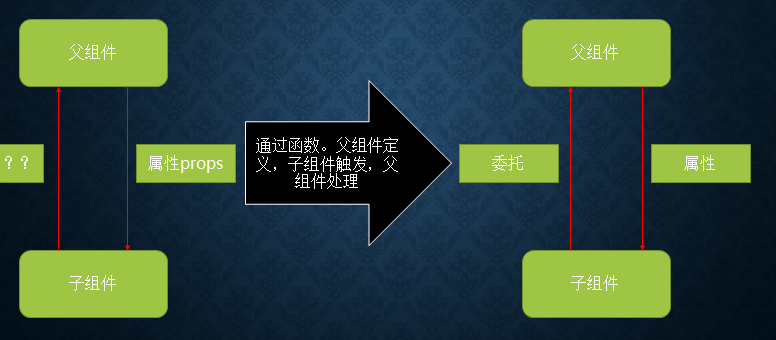 父组件
父组件
？？
属性props
通过函数。父组件定
义，子组件触发，父
组件处理
委托
属性
子组件
子组件